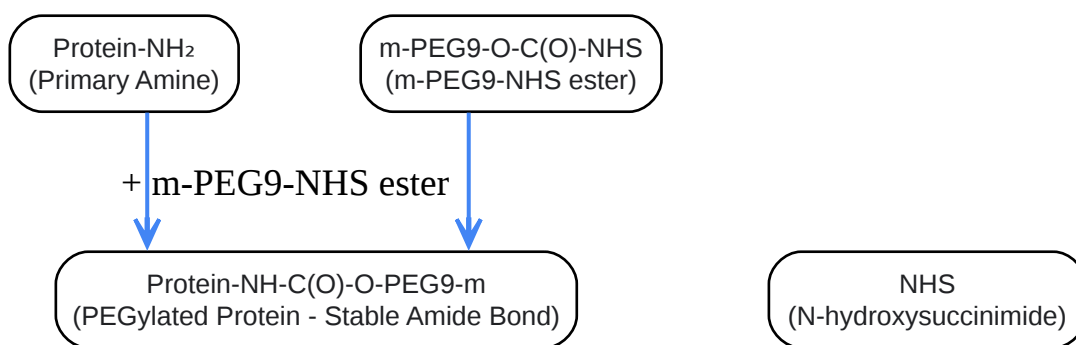 Protein-NH₂
(Primary Amine)
m-PEG9-O-C(O)-NHS
(m-PEG9-NHS ester)
+ m-PEG9-NHS ester
Protein-NH-C(O)-O-PEG9-m
(PEGylated Protein - Stable Amide Bond)
NHS
(N-hydroxysuccinimide)